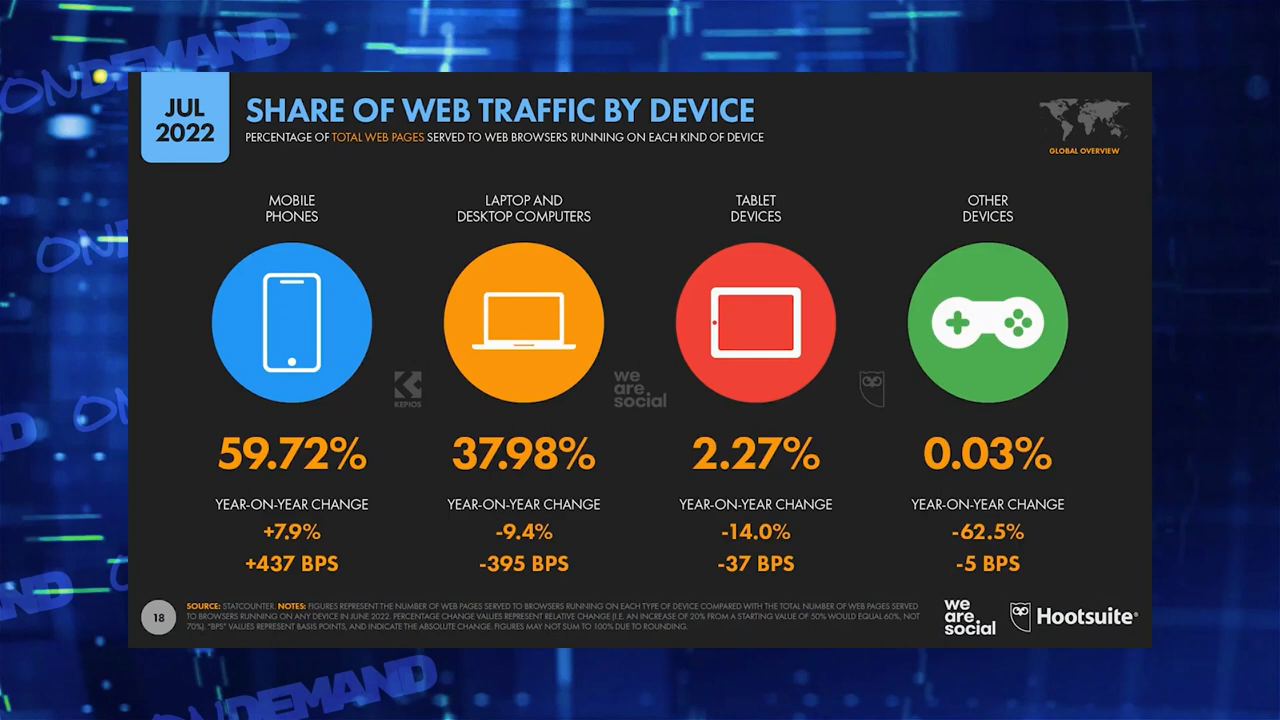 ONDEMAND
JUL
2022
SHARE OF WEB TRAFFIC BY DEVICE
PERCENTAGE OF TOTAL WEB PAGES SERVED TO WEB BROWSERS RUNNING ON EACH KIND OF DEVICE
GLOBAL OVERVIEW
MOBILE
PHONES
LAPTOP AND
DESKTOP COMPUTERS
TABLET
DEVICES
OTHER
DEVICES
KEPIOS
we
are
social
59.72%
37.98%
2.27%
0.03%
YEAR-ON-YEAR CHANGE
+7.9%
+437 BPS
YEAR-ON-YEAR CHANGE
-9.4%
-395 BPS
YEAR-ON-YEAR CHANGE
-14.0%
-37 BPS
YEAR-ON-YEAR CHANGE
-62.5%
-5 BPS
18
SOURCE: STATCOUNTER. NOTES: FIGURES REPRESENT THE NUMBER OF WEB PAGES SERVED TO BROWSERS RUNNING ON EACH TYPE OF DEVICE COMPARED WITH THE TOTAL NUMBER OF WEB PAGES SERVED
TO BROWSERS RUNNING ON ANY DEVICE IN JUNE 2022. PERCENTAGE CHANGE VALUES REPRESENT RELATIVE CHANGE (I.E. AN INCREASE OF 20% FROM A STARTING VALUE OF 50% WOULD EQUAL 60%, NOT
70%). "BPS" VALUES REPRESENT BASIS POINTS, AND INDICATE THE ABSOLUTE CHANGE. FIGURES MAY NOT SUM TO 100% DUE TO ROUNDING.
we
are
social
Hootsuite®
ONDEMAND